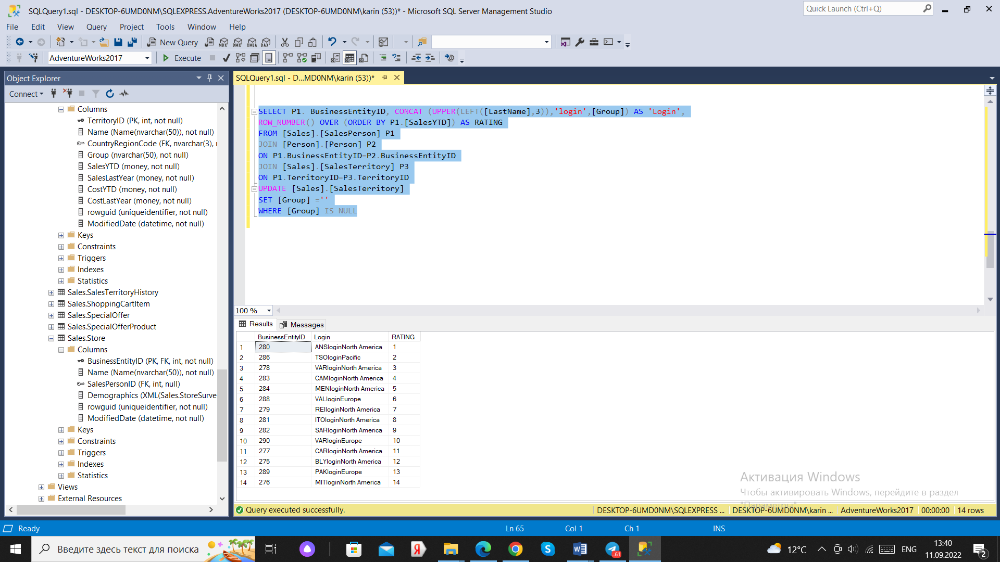 SQLQuery1.sql - DESKTOP-6UMD0NM\SQLEXPRESS.AdventureWorks2017 (DESKTOP-6UMD0NM\karin (53))* - Microsoft SQL Server Management Studio
Quick Launch (Ctrl+Q)
File Edit View Query Project Tools Window Help
New Query
MDX DMX XMLA DAX
AdventureWorks2017
Execute
Object Explorer
Connect
Columns
TerritoryID (PK, int, not null)
Name (Name(nvarchar(50)), not null)
CountryRegionCode (FK, nvarchar(3),
Group (nvarchar(50), not null)
SalesYTD (money, not null)
SalesLastYear (money, not null)
CostYTD (money, not null)
CostLastYear (money, not null)
rowguid (uniqueidentifier, not null)
ModifiedDate (datetime, not null)
Keys
Constraints
Triggers
Indexes
Statistics
Sales.SalesTerritoryHistory
Sales.ShoppingCartItem
Sales.SpecialOffer
Sales.SpecialOfferProduct
Sales.Store
Columns
BusinessEntityID (PK, FK, int, not null)
Name (Name(nvarchar(50)), not null)
SalesPersonID (FK, int, null)
Demographics (XML(Sales.StoreSurve
rowguid (uniqueidentifier, not null)
ModifiedDate (datetime, not null)
Keys
Constraints
Triggers
Indexes
Statistics
Views
External Resources
SQLQuery1.sql - D...MD0NM\karin (53))*
SELECT P1. BusinessEntityID, CONCAT (UPPER(LEFT([LastName],3)),'login',[Group]) AS 'Login',
ROW_NUMBER() OVER (ORDER BY P1.[SalesYTD]) AS RATING
FROM [Sales].[SalesPerson] P1
JOIN [Person].[Person] P2
ON P1.BusinessEntityID=P2.BusinessEntityID
JOIN [Sales].[SalesTerritory] P3
ON P1.TerritoryID=P3.TerritoryID
UPDATE [Sales].[SalesTerritory]
SET [Group] =''
WHERE [Group] IS NULL
100 %
Results Messages
BusinessEntityID Login RATING
1 280 ANSloginNorth America 1
2 286 TSOloginPacific 2
3 278 VARloginNorth America 3
4 283 CAMloginNorth America 4
5 284 MENloginNorth America 5
6 288 VALloginEurope 6
7 279 REIloginNorth America 7
8 281 ITOloginNorth America 8
9 282 SARloginNorth America 9
10 290 VARloginEurope 10
11 277 CARloginNorth America 11
12 275 BLYloginNorth America 12
13 289 PAKloginEurope 13
14 276 MITloginNorth America 14
Активация Windows
Чтобы активировать Windows, перейдите в раздел
"Параметры".
Query executed successfully.
DESKTOP-6UMD0NM\SQLEXPRESS ... DESKTOP-6UMD0NM\karin ... AdventureWorks2017 00:00:00 14 rows
Ready
Ln 65 Col 1 Ch 1 INS
Введите здесь текст для поиска
Я
61
12°C
ENG
13:40
11.09.2022
2